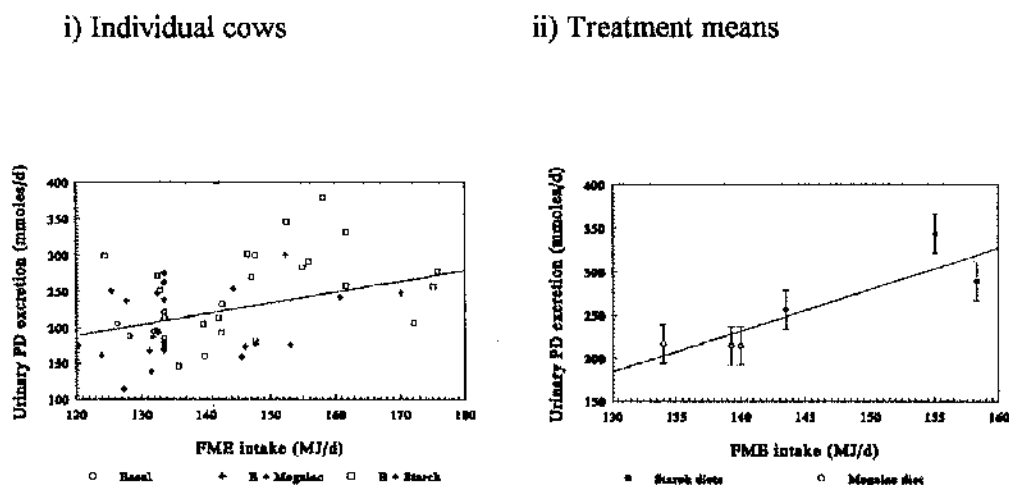 i) Individual cows
ii) Treatment means
Urinary PD excretion (mmoles/d)
400
350
300
250
200
150
100
120
130
140
150
160
170
180
FME intake (MJ/d)
Basal
B + Megalac
B + Starch
Urinary PD excretion (mmoles/d)
400
350
300
250
200
150
130
135
140
145
150
155
160
FME intake (MJ/d)
Starch diets
Megalac diet